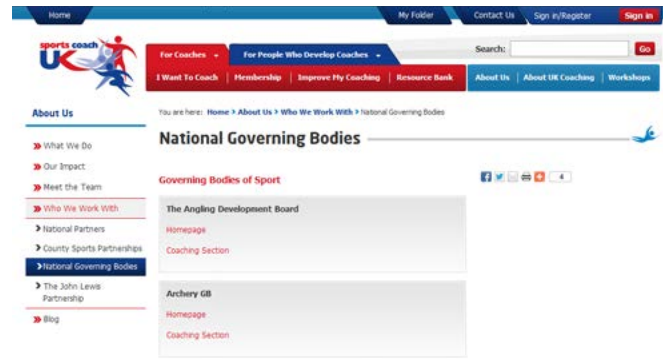 Home
My Folder
Contact Us
Sign in/Register
Sign in
sports coach
UK
For Coaches
For People Who Develop Coaches
Search:
Go
I Want To Coach
Membership
Improve My Coaching
Resource Bank
About Us
About UK Coaching
Workshops
About Us
You are here: Home > About Us > Who We Work With > National Governing Bodies
National Governing Bodies
What We Do
Our Impact
Meet the Team
Who We Work With
National Partners
County Sports Partnerships
National Governing Bodies
The John Lewis
Partnership
Blog
Governing Bodies of Sport
4
The Angling Development Board
Homepage
Coaching Section
Archery GB
Homepage
Coaching Section